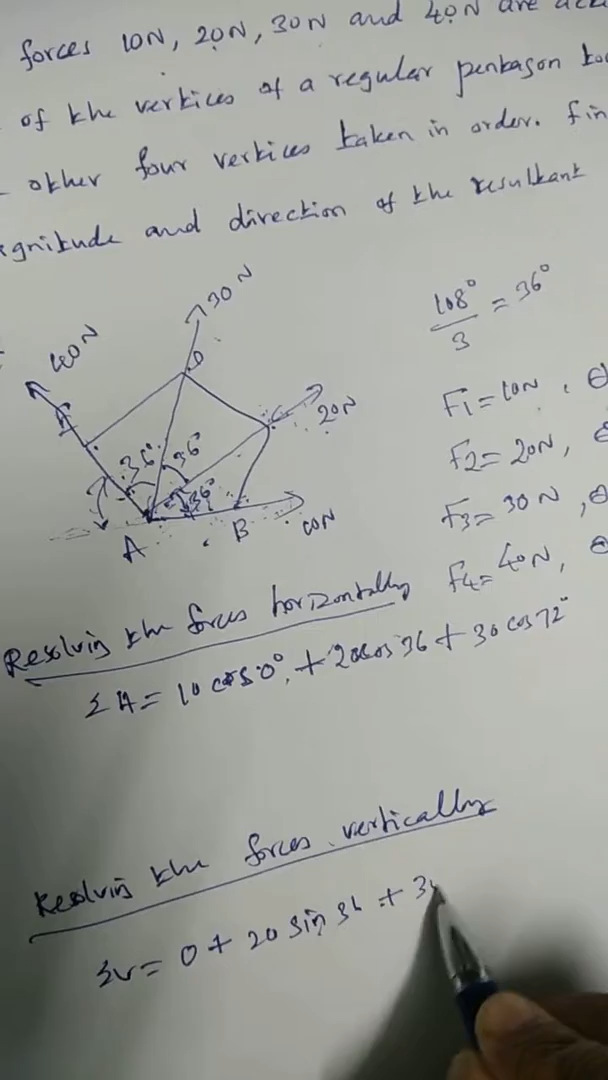 forces 10N, 20N, 30N and 40N are
of the vertices of a regular pentagon
other four vertices taken in order. Fin
gnitude and direction of the resultant
30N
40N
D
20N
E
C
36°
36
36°
A
B
10N
108°/3 = 36°
F1 = 10N, θ
F2 = 20N, θ
F3 = 30N, θ
F4 = 40N, θ
Resolving the forces horizontally
ΣH = 10 cos 0° + 20cos 36 + 30 cos 72°
Resolving the forces vertically
Σv = 0 + 20 sin 36 + 3